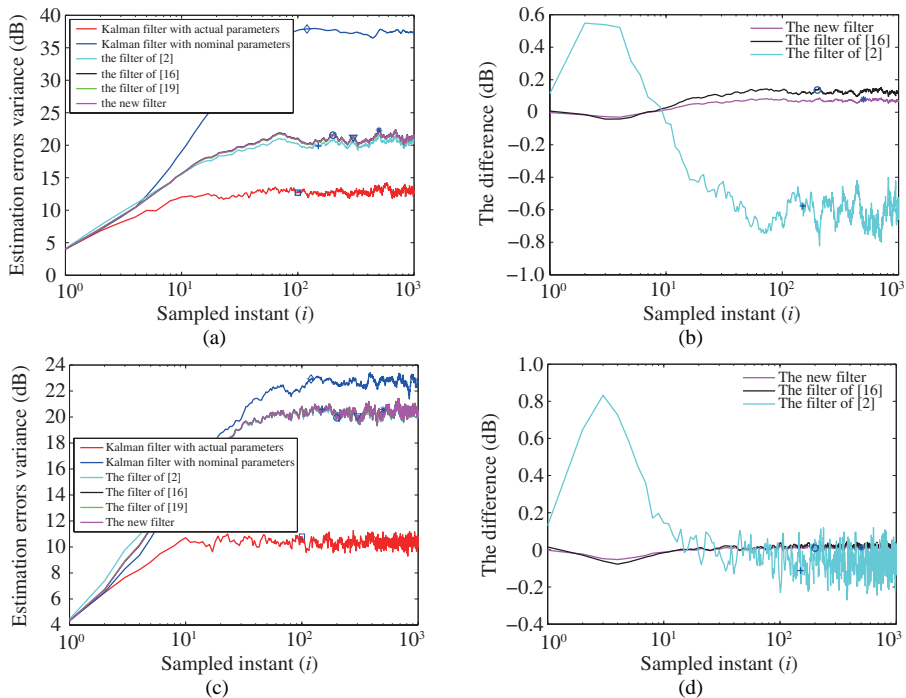 40
35
30
25
20
15
10
5
0
Estimation errors variance (dB)
Kalman filter with actual parameters
Kalman filter with nominal parameters
the filter of [2]
the filter of [16]
the filter of [19]
the new filter
10^0
10^1
10^2
10^3
Sampled instant (i)
(a)
0.6
0.4
0.2
0
−0.2
−0.4
−0.6
−0.8
−1.0
The difference (dB)
The new filter
The filter of [16]
The filter of [2]
10^0
10^1
10^2
10^3
Sampled instant (i)
(b)
24
22
20
18
16
14
12
10
8
6
4
Estimation errors variance (dB)
Kalman filter with actual parameters
Kalman filter with nominal parameters
The filter of [2]
The filter of [16]
The filter of [19]
The new filter
10^0
10^1
10^2
10^3
Sampled instant (i)
(c)
1.0
0.8
0.6
0.4
0.2
0
−0.2
−0.4
The difference (dB)
The new filter
The filter of [16]
The filter of [2]
10^0
10^1
10^2
10^3
Sampled instant (i)
(d)